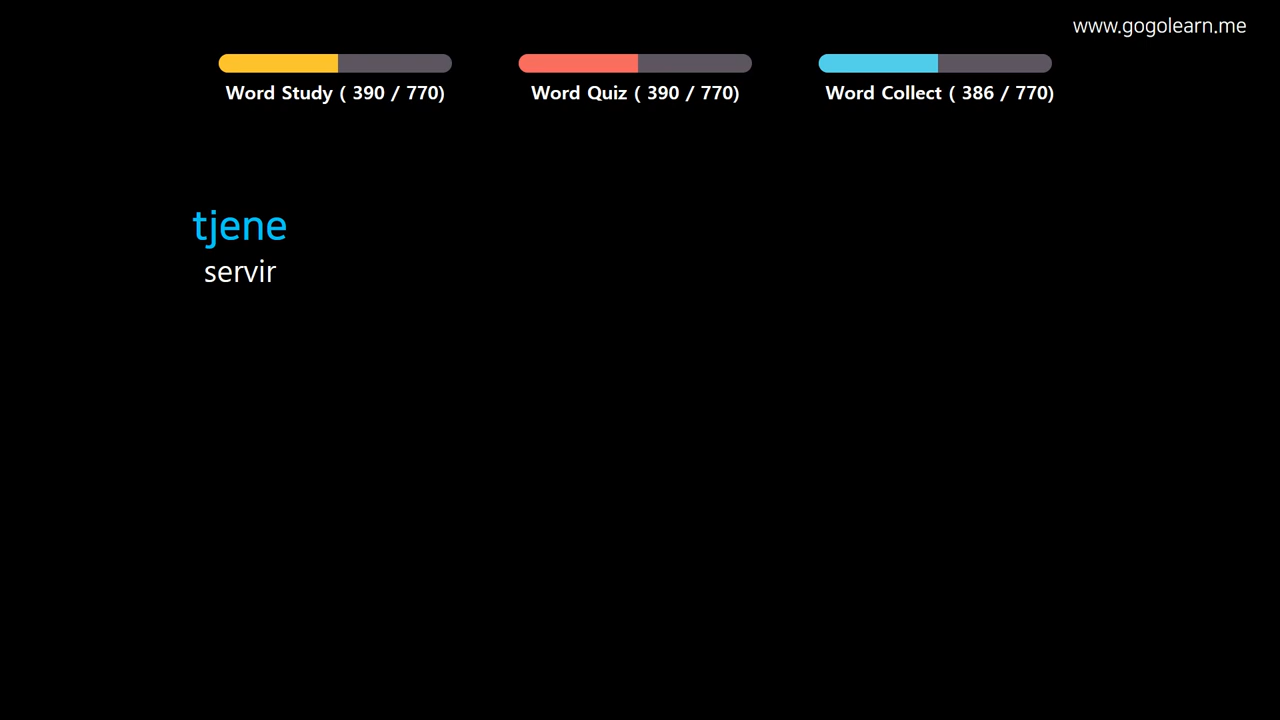 www.gogolearn.me
Word Study ( 390 / 770)
Word Quiz ( 390 / 770)
Word Collect ( 386 / 770)
tjene
servir